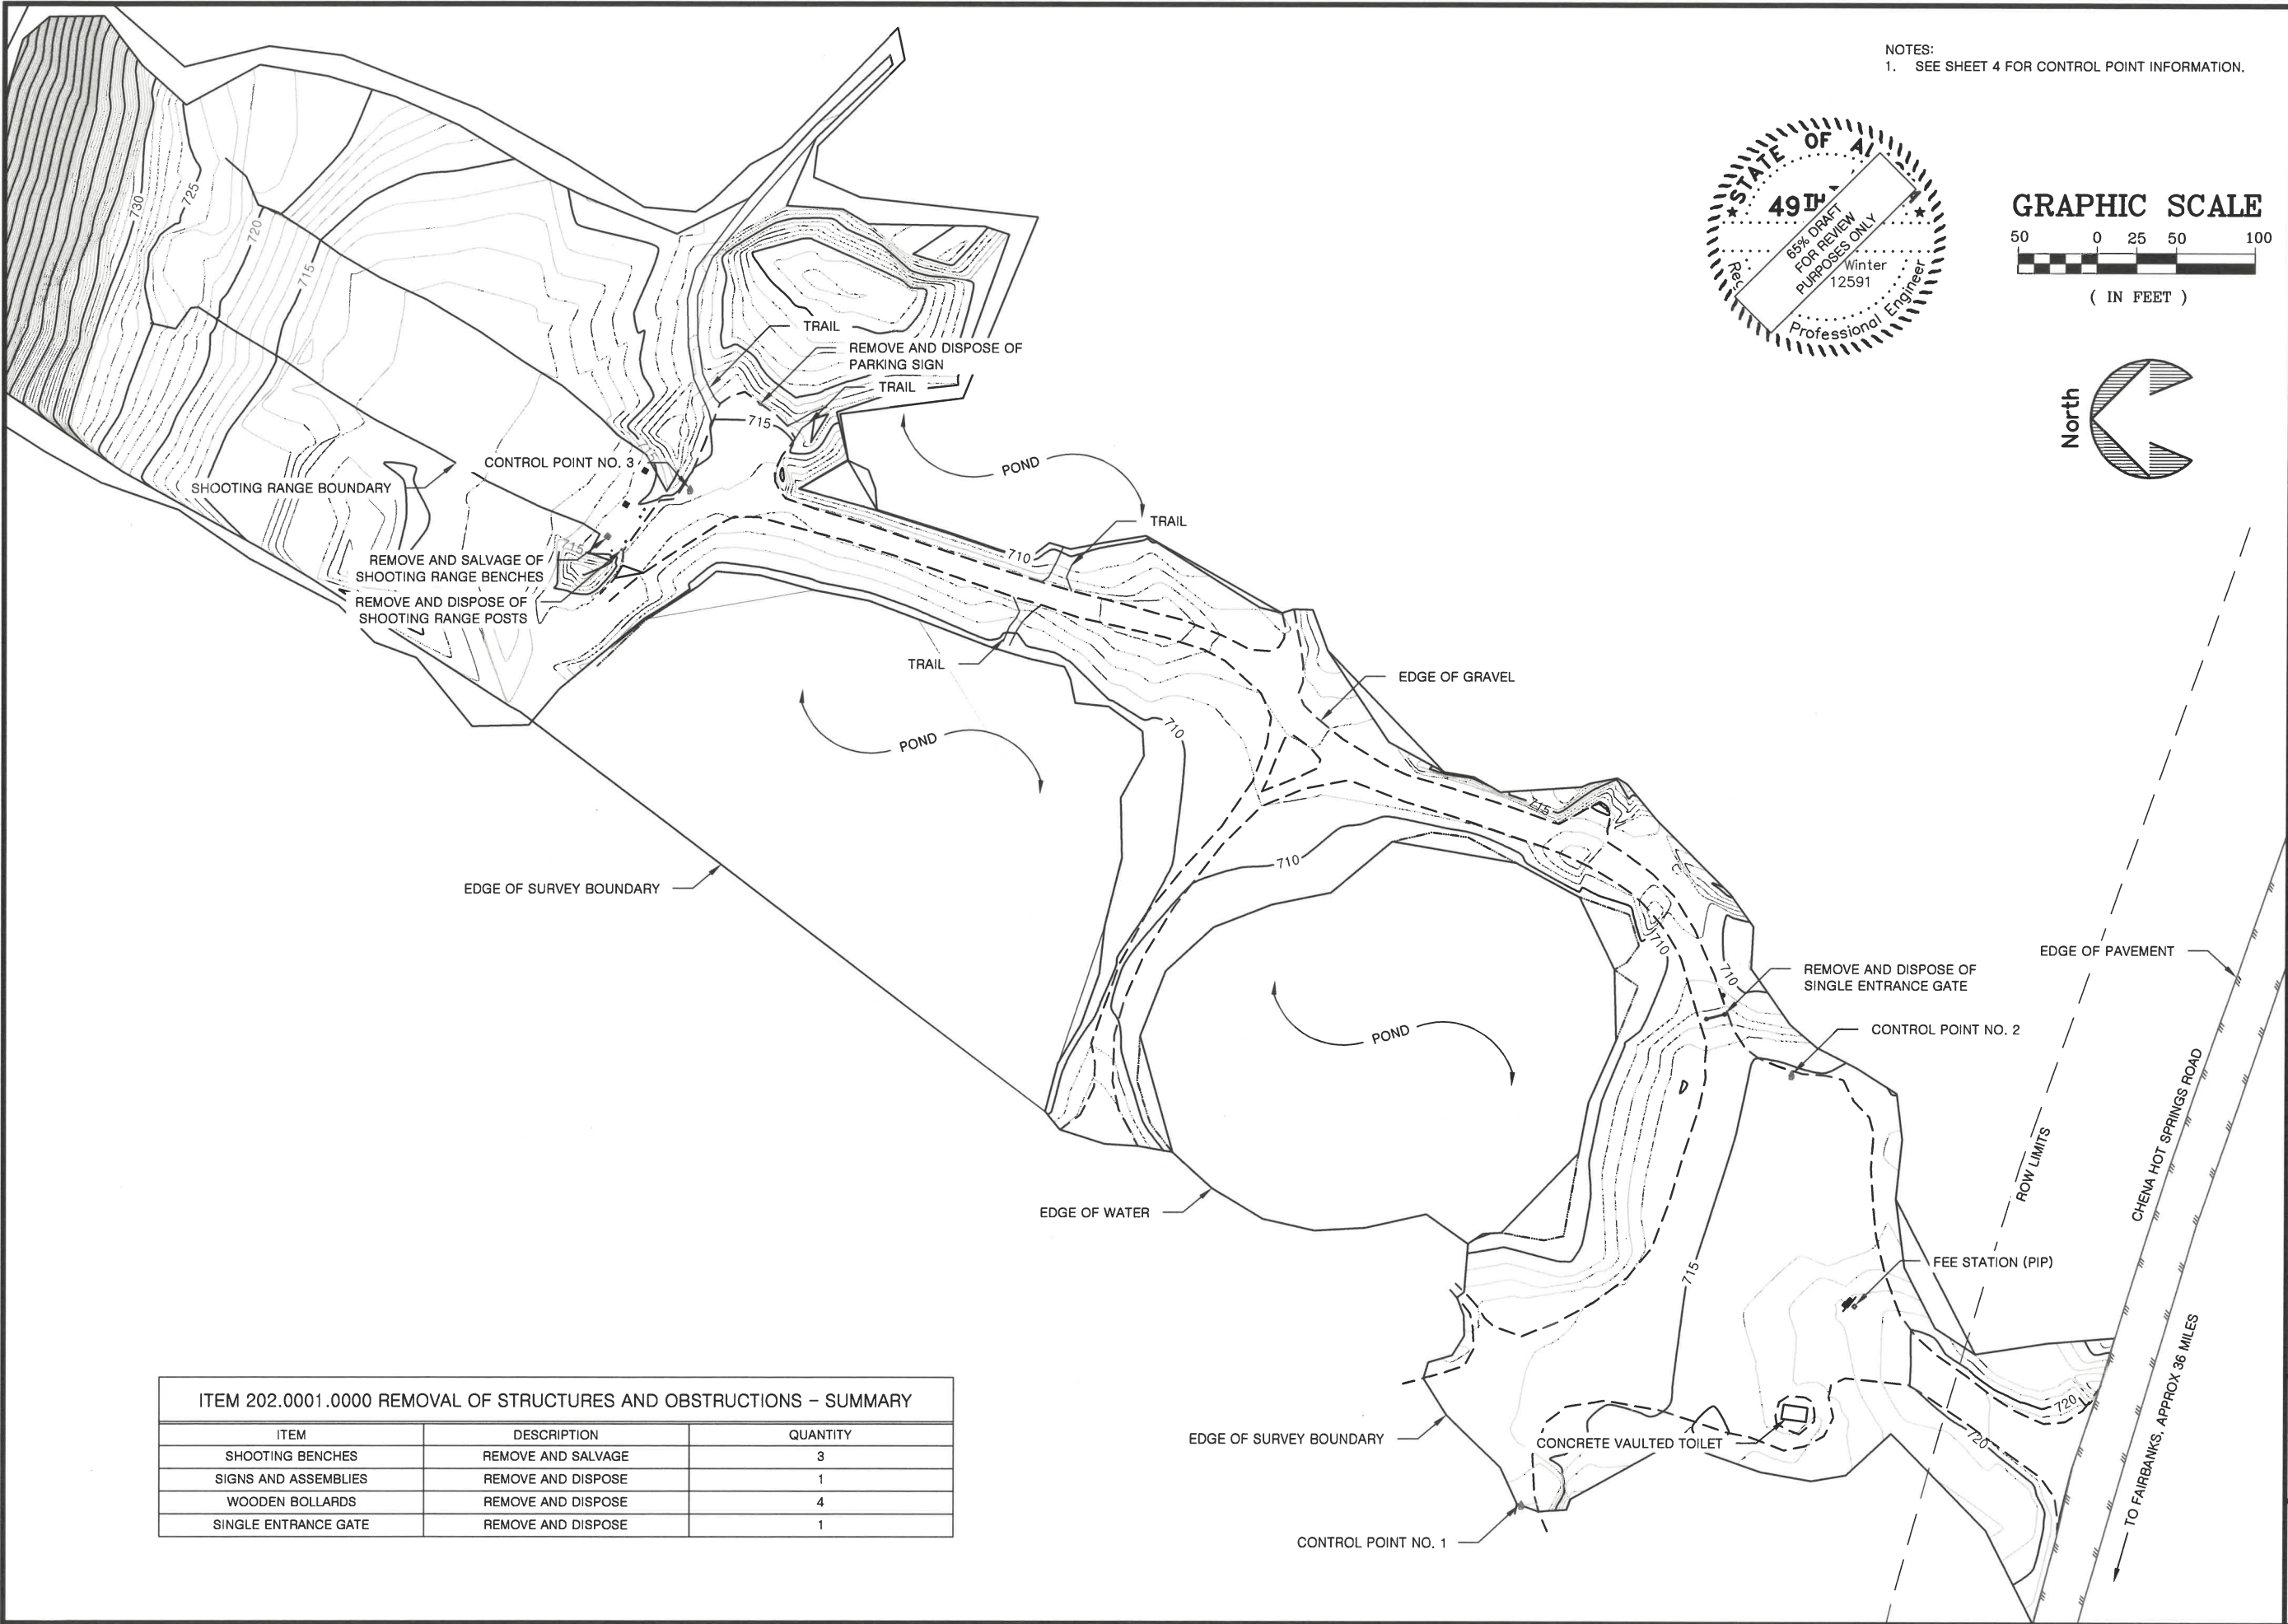 NOTES:
1. SEE SHEET 4 FOR CONTROL POINT INFORMATION.
STATE OF
49TH
65% DRAFT
FOR REVIEW
PURPOSES ONLY
Winter
12591
Professional Engineer
GRAPHIC SCALE
50 0 25 50 100
( IN FEET )
North
730
725
720
715
TRAIL
REMOVE AND DISPOSE OF
PARKING SIGN
TRAIL
715
CONTROL POINT NO. 3
SHOOTING RANGE BOUNDARY
POND
TRAIL
710
715
REMOVE AND SALVAGE OF
SHOOTING RANGE BENCHES
REMOVE AND DISPOSE OF
SHOOTING RANGE POSTS
TRAIL
EDGE OF GRAVEL
710
POND
715
710
EDGE OF SURVEY BOUNDARY
710
710
EDGE OF PAVEMENT
REMOVE AND DISPOSE OF
SINGLE ENTRANCE GATE
POND
CONTROL POINT NO. 2
ROW LIMITS
CHENA HOT SPRINGS ROAD
EDGE OF WATER
715
FEE STATION (PIP)
TO FAIRBANKS, APPROX 36 MILES
720
720
EDGE OF SURVEY BOUNDARY
CONCRETE VAULTED TOILET
CONTROL POINT NO. 1
ITEM 202.0001.0000 REMOVAL OF STRUCTURES AND OBSTRUCTIONS - SUMMARY
ITEM DESCRIPTION QUANTITY
SHOOTING BENCHES REMOVE AND SALVAGE 3
SIGNS AND ASSEMBLIES REMOVE AND DISPOSE 1
WOODEN BOLLARDS REMOVE AND DISPOSE 4
SINGLE ENTRANCE GATE REMOVE AND DISPOSE 1